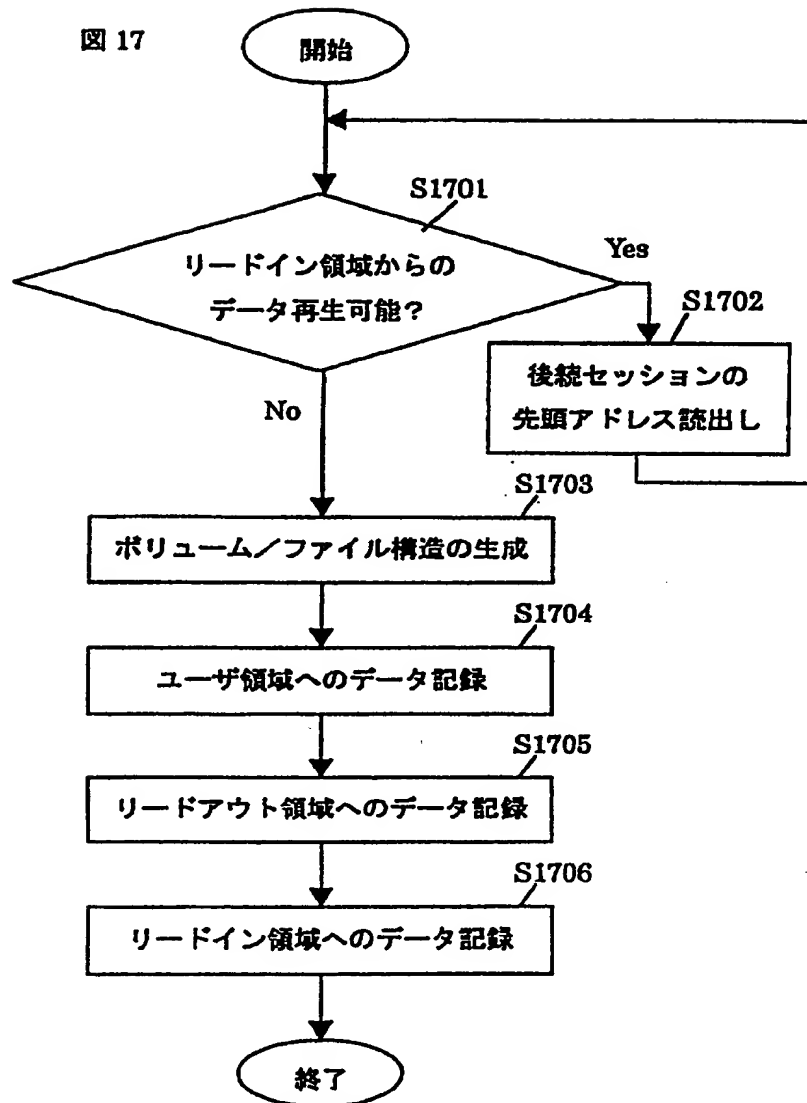 図 17
開始
S1701
リードイン領域からの
データ再生可能？
Yes
S1702
後続セッションの
先頭アドレス読出し
No
S1703
ボリューム／ファイル構造の生成
S1704
ユーザ領域へのデータ記録
S1705
リードアウト領域へのデータ記録
S1706
リードイン領域へのデータ記録
終了